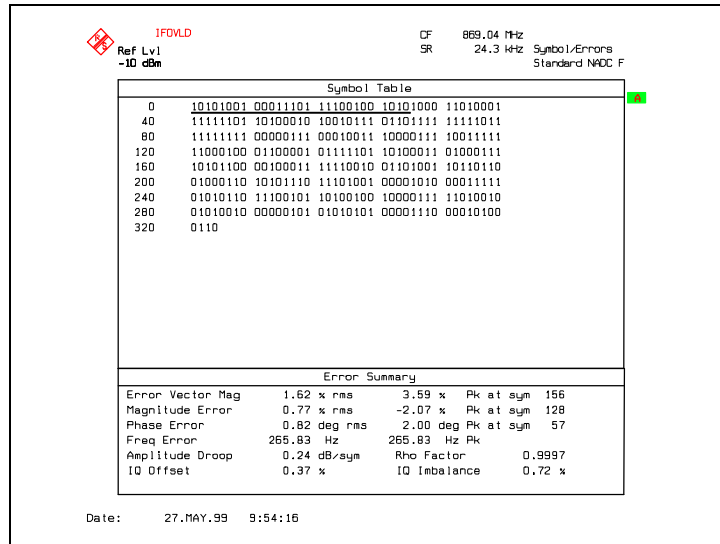 IFOVLD
R S
CF 869.04 MHz
Ref Lvl
SR 24.3 kHz Symbol/Errors
-10 dBm
Standard NADC F
Symbol Table
A
0 10101001 00011101 11100100 10101000 11010001
40 11111101 10100010 10010111 01101111 11111011
80 11111111 00000111 00010011 10000111 10011111
120 11000100 01100001 01111101 10100011 01000111
160 10101100 00100011 11110010 01101001 10110110
200 01000110 10101110 11101001 00001010 00011111
240 01010110 11100101 10100100 10000111 11010010
280 01010010 00000101 01010101 00001110 00010100
320 0110
Error Summary
Error Vector Mag 1.62 % rms 3.59 % Pk at sym 156
Magnitude Error 0.77 % rms -2.07 % Pk at sym 128
Phase Error 0.82 deg rms 2.00 deg Pk at sym 57
Freq Error 265.83 Hz 265.83 Hz Pk
Amplitude Droop 0.24 dB/sym Rho Factor 0.9997
IQ Offset 0.37 % IQ Imbalance 0.72 %
Date: 27.MAY.99 9:54:16